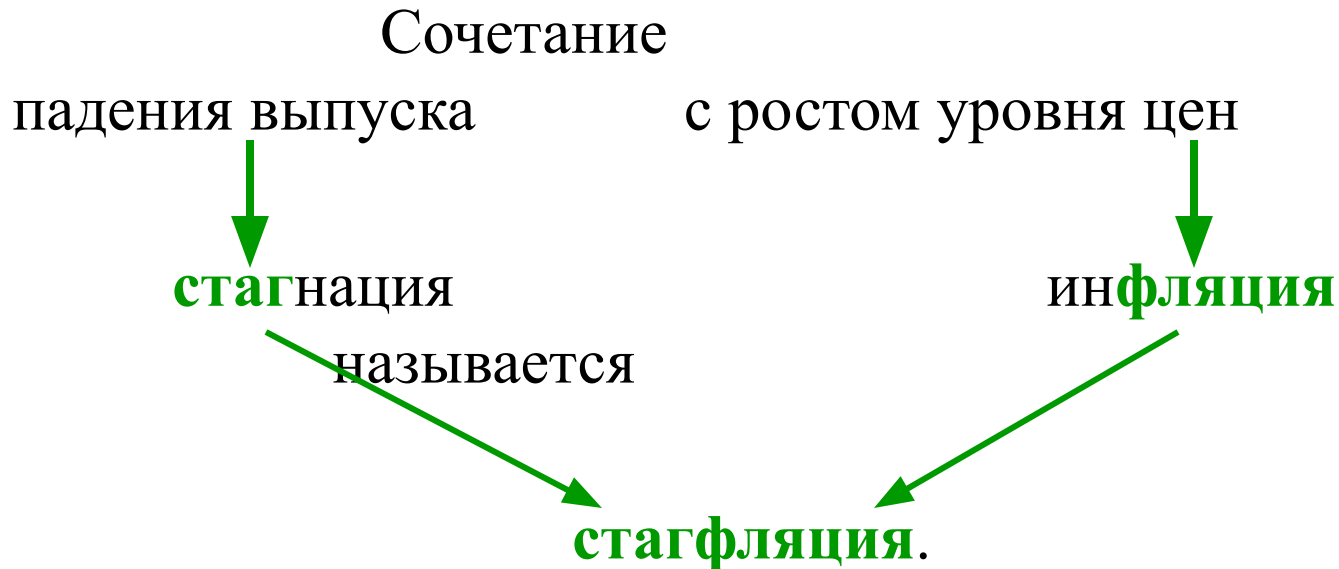 Сочетание
падения выпуска с ростом уровня цен
стагнация инфляция
называется
стагфляция.